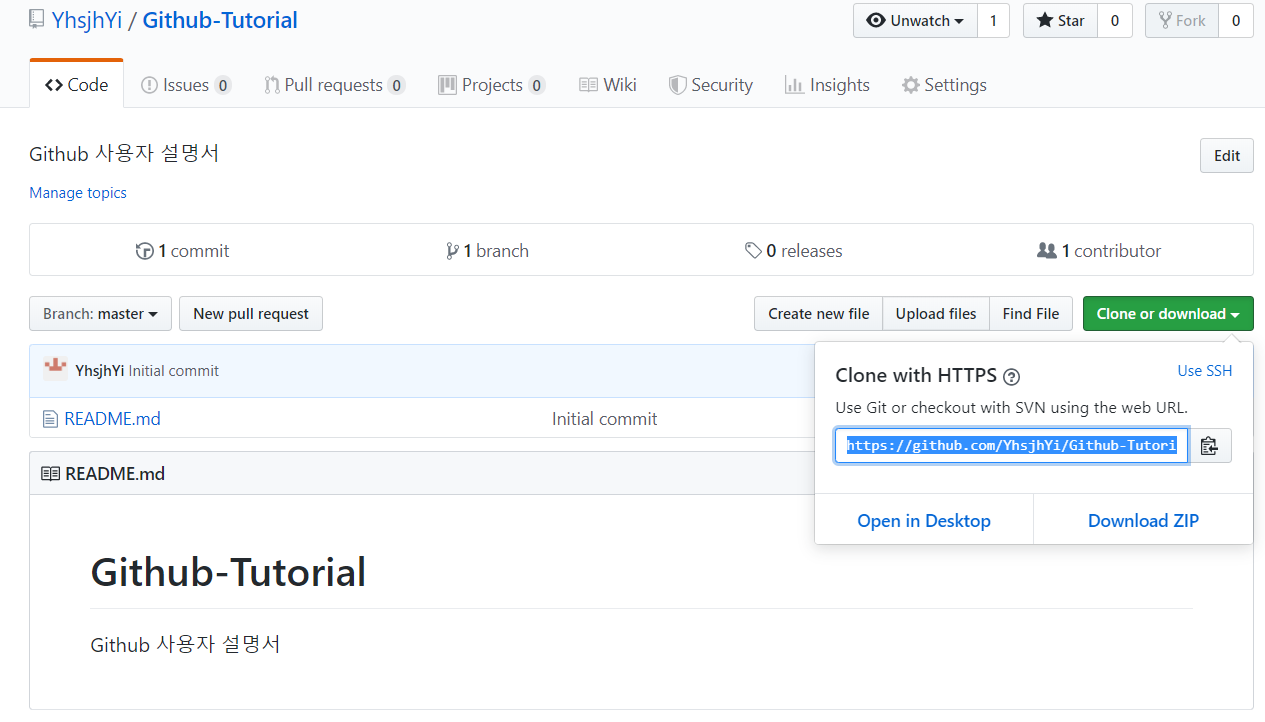 YhsjhYi / Github-Tutorial
Unwatch 1 Star 0 Fork 0
Code Issues 0 Pull requests 0 Projects 0 Wiki Security Insights Settings
Github 사용자 설명서
Edit
Manage topics
1 commit 1 branch 0 releases 1 contributor
Branch: master New pull request Create new file Upload files Find File Clone or download
YhsjhYi Initial commit
README.md Initial commit
Clone with HTTPS
Use SSH
Use Git or checkout with SVN using the web URL.
https://github.com/YhsjhYi/Github-Tutori
Open in Desktop Download ZIP
README.md
Github-Tutorial
Github 사용자 설명서